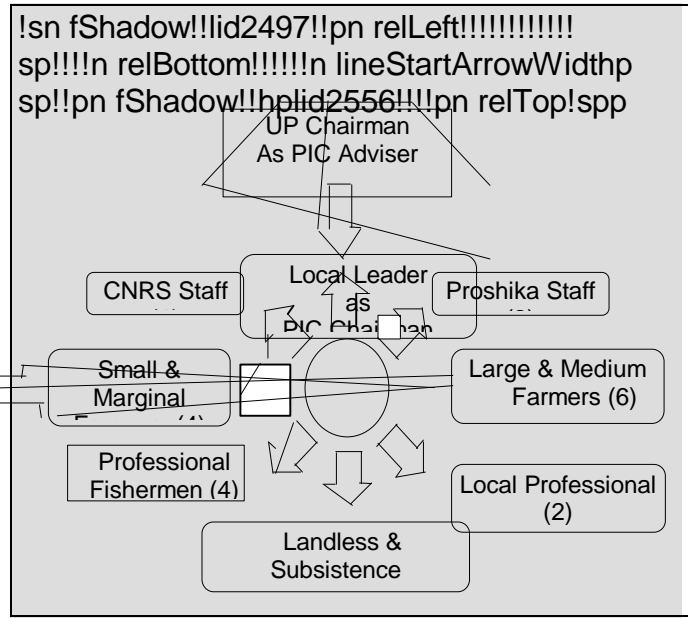 !sn fShadow!!lid2497!!pn relLeft!!!!!!!!!!!!
sp!!!!n relBottom!!!!!!n lineStartArrowWidthp
sp!!pn fShadow!!hplid2556!!!!pn relTop!spp
UP Chairman
As PIC Adviser
Local Leader
as
PIC Chairman
CNRS Staff
Proshika Staff
Small &
Marginal
Large & Medium
Farmers (6)
Professional
Fishermen (4)
Local Professional
(2)
Landless &
Subsistence